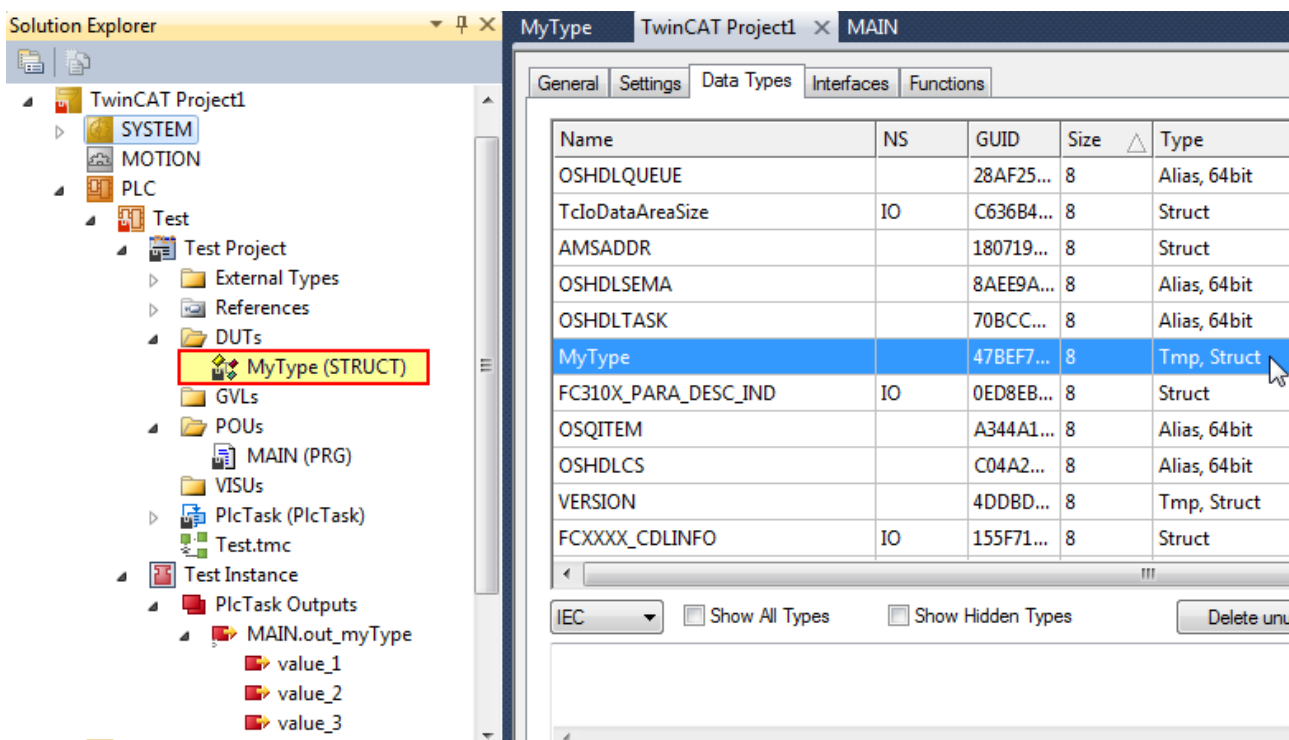 Solution Explorer
TwinCAT Project1
SYSTEM
MOTION
PLC
Test
Test Project
External Types
References
DUTs
MyType (STRUCT)
GVLs
POUs
MAIN (PRG)
VISUs
PlcTask (PlcTask)
Test.tmc
Test Instance
PlcTask Outputs
MAIN.out_myType
value_1
value_2
value_3
MyType TwinCAT Project1 MAIN
General Settings Data Types Interfaces Functions
Name NS GUID Size Type
OSHDLQUEUE 28AF25... 8 Alias, 64bit
TcIoDataAreaSize IO C636B4... 8 Struct
AMSADDR 180719... 8 Struct
OSHDLSEMA 8AEE9A... 8 Alias, 64bit
OSHDLTASK 70BCC... 8 Alias, 64bit
MyType 47BEF7... 8 Tmp, Struct
FC310X_PARA_DESC_IND IO 0ED8EB... 8 Struct
OSQITEM A344A1... 8 Alias, 64bit
OSHDLCS C04A2... 8 Alias, 64bit
VERSION 4DDBD... 8 Tmp, Struct
FCXXXX_CDLINFO IO 155F71... 8 Struct
IEC Show All Types Show Hidden Types Delete unu